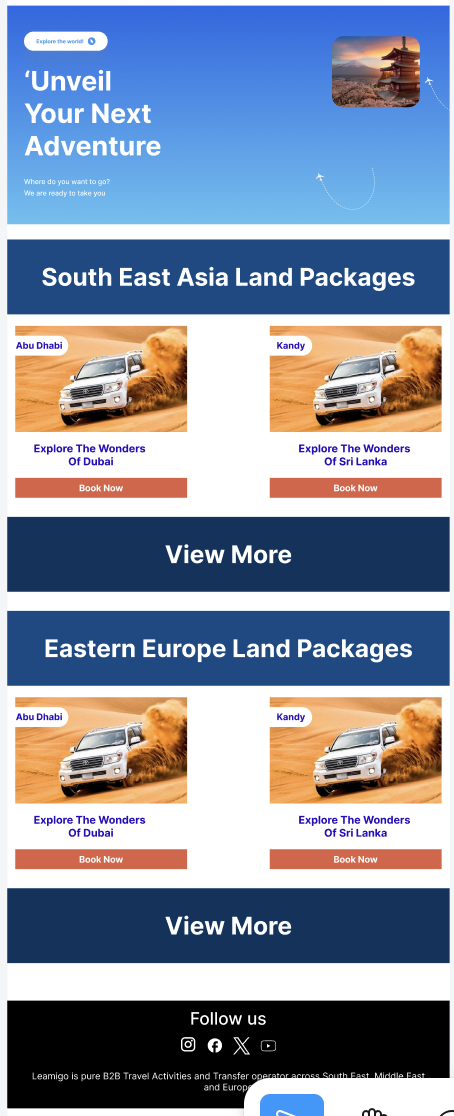 Explore the world!
‘Unveil
Your Next
Adventure
Where do you want to go?
We are ready to take you
South East Asia Land Packages
Abu Dhabi
Kandy
Explore The Wonders
Of Dubai
Explore The Wonders
Of Sri Lanka
Book Now
Book Now
View More
Eastern Europe Land Packages
Abu Dhabi
Kandy
Explore The Wonders
Of Dubai
Explore The Wonders
Of Sri Lanka
Book Now
Book Now
View More
Follow us
Leamigo is pure B2B Travel Activities and Transfer operator across South East, Middle East
and Europe